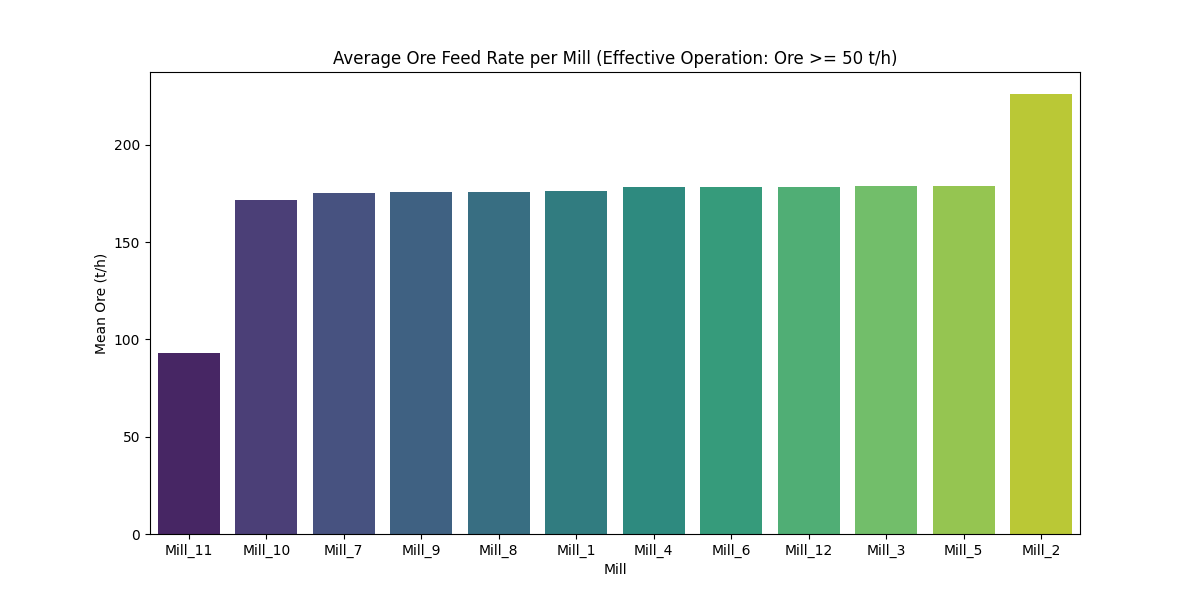 Average Ore Feed Rate per Mill (Effective Operation: Ore >= 50 t/h)
Mean Ore (t/h)
200
150
100
50
0
Mill_11 Mill_10 Mill_7 Mill_9 Mill_8 Mill_1 Mill_4 Mill_6 Mill_12 Mill_3 Mill_5 Mill_2
Mill